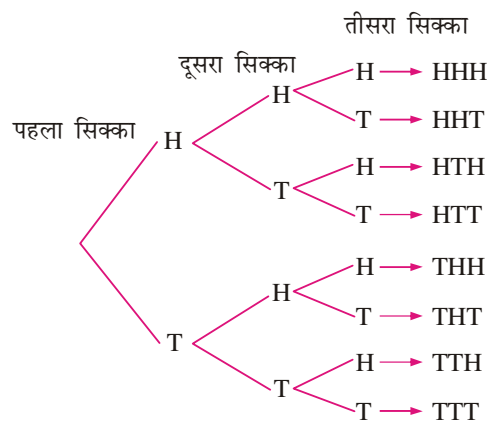 तीसरा सिक्का
दूसरा सिक्का
H HHH
H
T HHT
पहला सिक्का
H
H HTH
T
T HTT
H THH
H
T THT
T
H TTH
T
T TTT